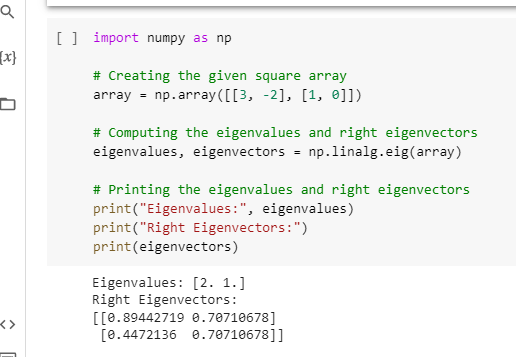 [ ] import numpy as np
{x}
# Creating the given square array
array = np.array([[3, -2], [1, 0]])
# Computing the eigenvalues and right eigenvectors
eigenvalues, eigenvectors = np.linalg.eig(array)
# Printing the eigenvalues and right eigenvectors
print("Eigenvalues:", eigenvalues)
print("Right Eigenvectors:")
print(eigenvectors)
Eigenvalues: [2. 1.]
Right Eigenvectors:
[[0.89442719 0.70710678]
[0.4472136  0.70710678]]
<>